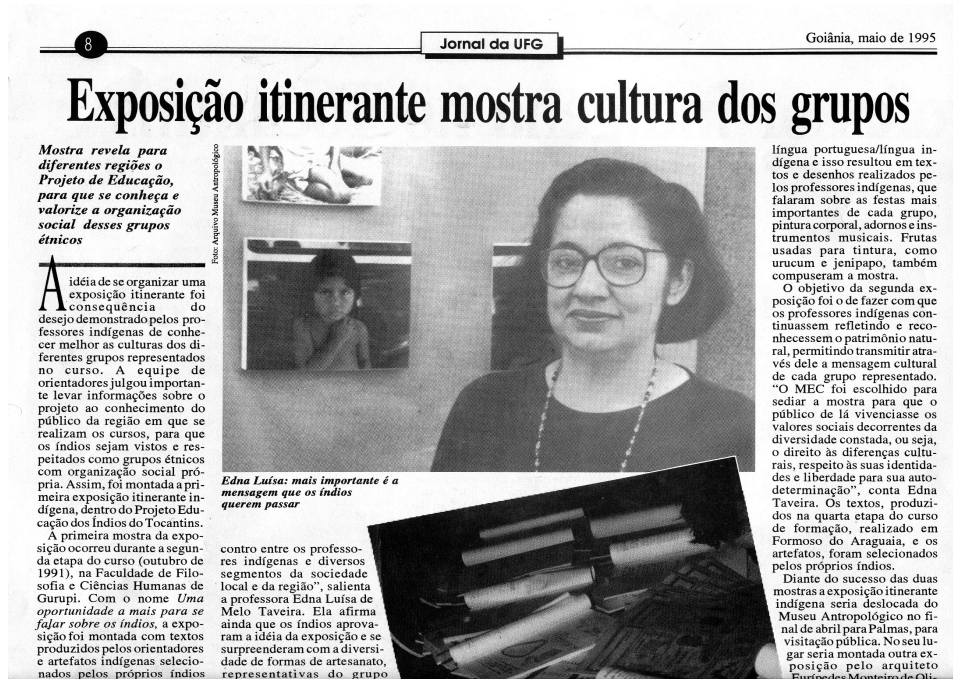 8
Jornal da UFG
Goiânia, maio de 1995
Exposição itinerante mostra cultura dos grupos
Mostra revela para
diferentes regiões o
Projeto de Educação,
para que se conheça e
valorize a organização
social desses grupos
étnicos
A idéia de se organizar uma
exposição itinerante foi
consequência do
desejo demonstrado pelos pro-
fessores indígenas de conhe-
cer melhor as culturas dos di-
ferentes grupos representados
no curso. A equipe de
orientadores julgou importan-
te levar informações sobre o
projeto ao conhecimento do
público da região em que se
realizam os cursos, para que
os índios sejam vistos e res-
peitados como grupos étnicos
com organização social pró-
pria. Assim, foi montada a pri-
meira exposição itinerante in-
dígena, dentro do Projeto Edu-
cação dos Índios do Tocantins.
A primeira mostra da expo-
sição ocorreu durante a segun-
da etapa do curso (outubro de
1991), na Faculdade de Filo-
sofia e Ciências Humanas de
Gurupi. Com o nome Uma
oportunidade a mais para se
falar sobre os índios, a expo-
sição foi montada com textos
produzidos pelos orientadores
e artefatos indígenas selecio-
nados pelos próprios índios
Foto: Arquivo Museu Antropológico
Edna Luísa: mais importante é a
mensagem que os índios
querem passar
contro entre os professo-
res indígenas e diversos
segmentos da sociedade
local e da região”, salienta
a professora Edna Luísa de
Melo Taveira. Ela afirma
ainda que os índios aprova-
ram a idéia da exposição e se
surpreenderam com a diversi-
dade de formas de artesanato,
representativas do grupo
língua portuguesa/língua in-
dígena e isso resultou em tex-
tos e desenhos realizados pe-
los professores indígenas, que
falaram sobre as festas mais
importantes de cada grupo,
pintura corporal, adornos e ins-
trumentos musicais. Frutas
usadas para tintura, como
urucum e jenipapo, também
compuseram a mostra.
O objetivo da segunda ex-
posição foi o de fazer com que
os professores indígenas con-
tinuassem refletindo e reco-
nhecessem o patrimônio natu-
ral, permitindo transmitir atra-
vés dele a mensagem cultural
de cada grupo representado.
“O MEC foi escolhido para
sediar a mostra para que o
público de lá vivenciasse os
valores sociais decorrentes da
diversidade constada, ou seja,
o direito às diferenças cultu-
rais, respeito às suas identida-
des e liberdade para sua auto-
determinação”, conta Edna
Taveira. Os textos, produzi-
dos na quarta etapa do curso
de formação, realizado em
Formoso do Araguaia, e os
artefatos, foram selecionados
pelos próprios índios.
Diante do sucesso das duas
mostras a exposição itinerante
indígena seria deslocada do
Museu Antropológico no fi-
nal de abril para Palmas, para
visitação pública. No seu lu-
gar seria montada outra ex-
posição pelo arquiteto
Eurípedes Monteiro de Oli-